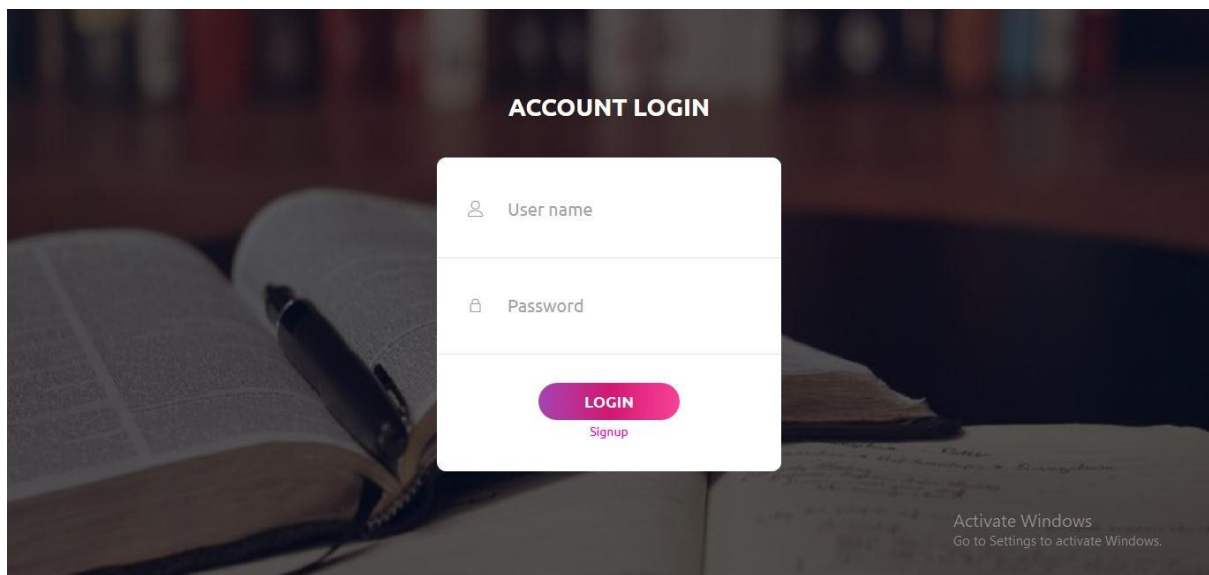 ACCOUNT LOGIN
User name
Password
LOGIN
Signup
Activate Windows
Go to Settings to activate Windows.